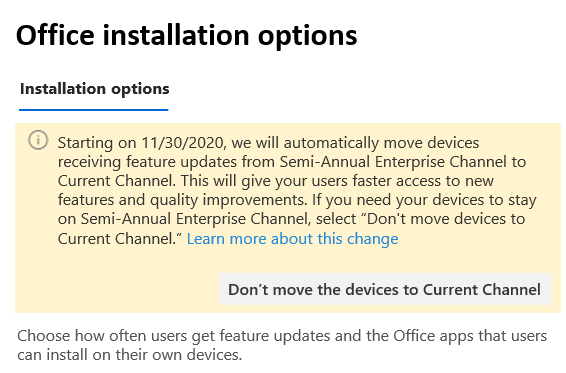 Office installation options
Installation options
Starting on 11/30/2020, we will automatically move devices
receiving feature updates from Semi-Annual Enterprise Channel to
Current Channel. This will give your users faster access to new
features and quality improvements. If you need your devices to stay
on Semi-Annual Enterprise Channel, select “Don't move devices to
Current Channel.” Learn more about this change
Don’t move the devices to Current Channel
Choose how often users get feature updates and the Office apps that users
can install on their own devices.